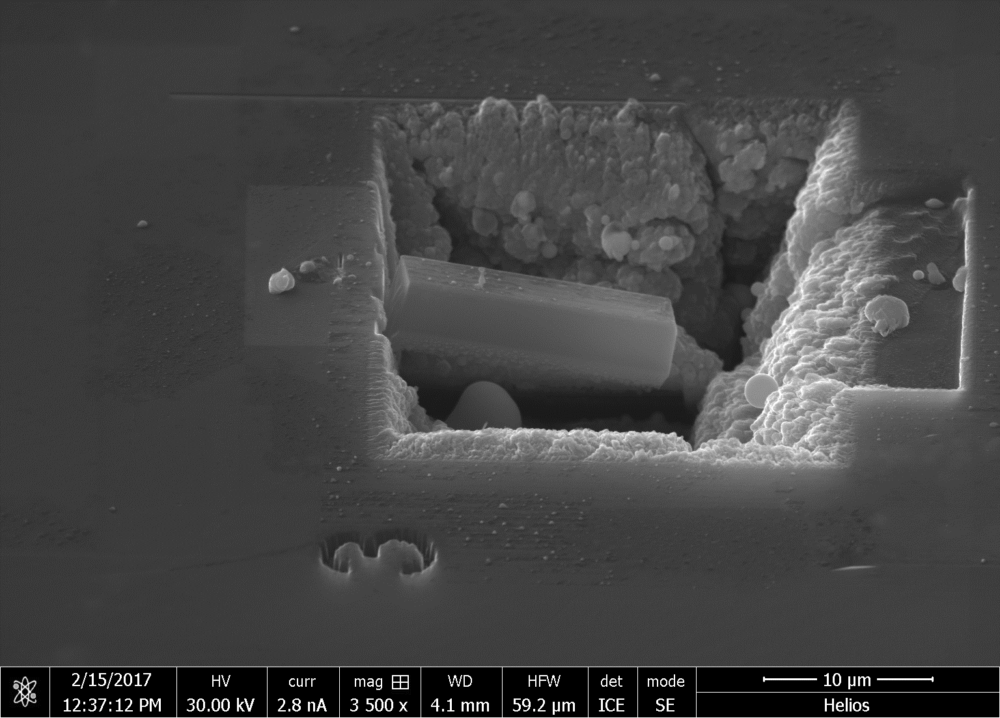 2/15/2017
12:37:12 PM
HV
30.00 kV
curr
2.8 nA
mag
3 500 x
WD
4.1 mm
HFW
59.2 µm
det
ICE
mode
SE
10 µm
Helios